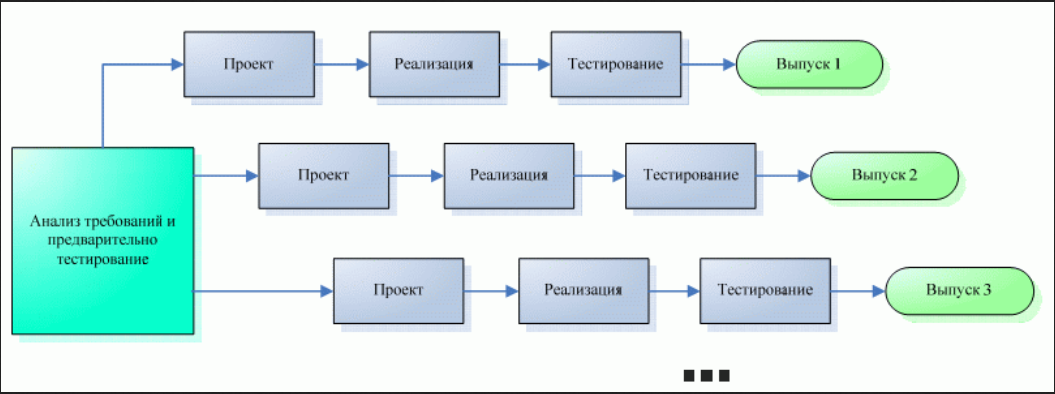 Проект
Реализация
Тестирование
Выпуск 1
Проект
Реализация
Тестирование
Выпуск 2
Анализ требований и
предварительно
тестирование
Проект
Реализация
Тестирование
Выпуск 3